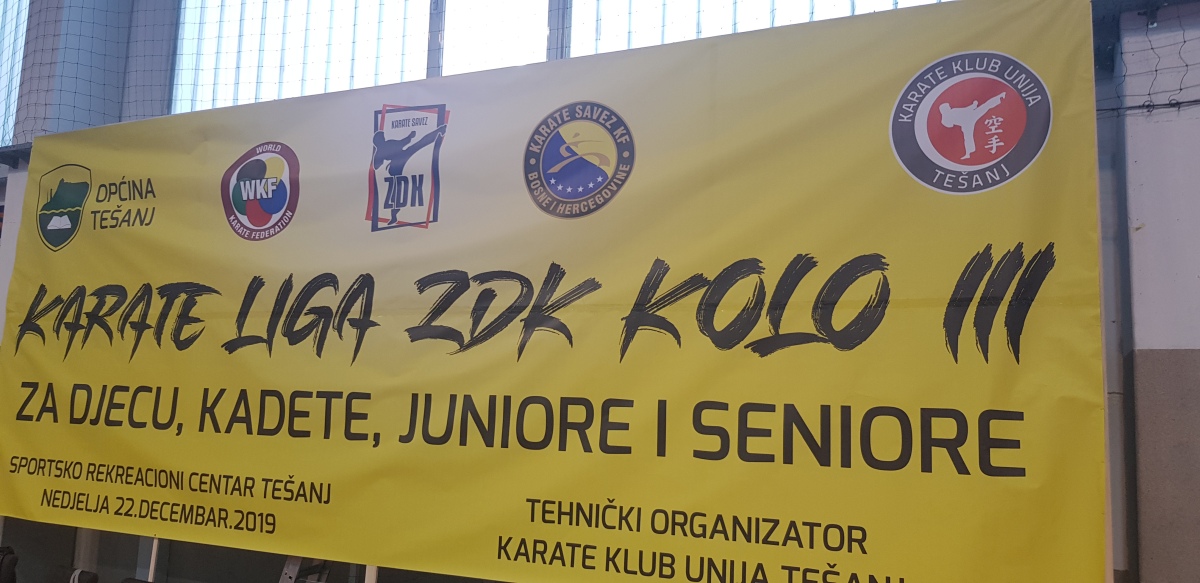 OPĆINA
TEŠANJ
WORLD
WKF
KARATE FEDERATION
KARATE SAVEZ
ZDK
KARATE SAVEZ KF
BOSNE I HERCEGOVINE
KARATE KLUB UNIJA
空手
TEŠANJ
KARATE LIGA ZDK KOLO III
ZA DJECU, KADETE, JUNIORE I SENIORE
SPORTSKO REKREACIONI CENTAR TEŠANJ
NEDJELJA 22.DECEMBAR.2019
TEHNIČKI ORGANIZATOR
KARATE KLUB UNIJA TEŠANJ